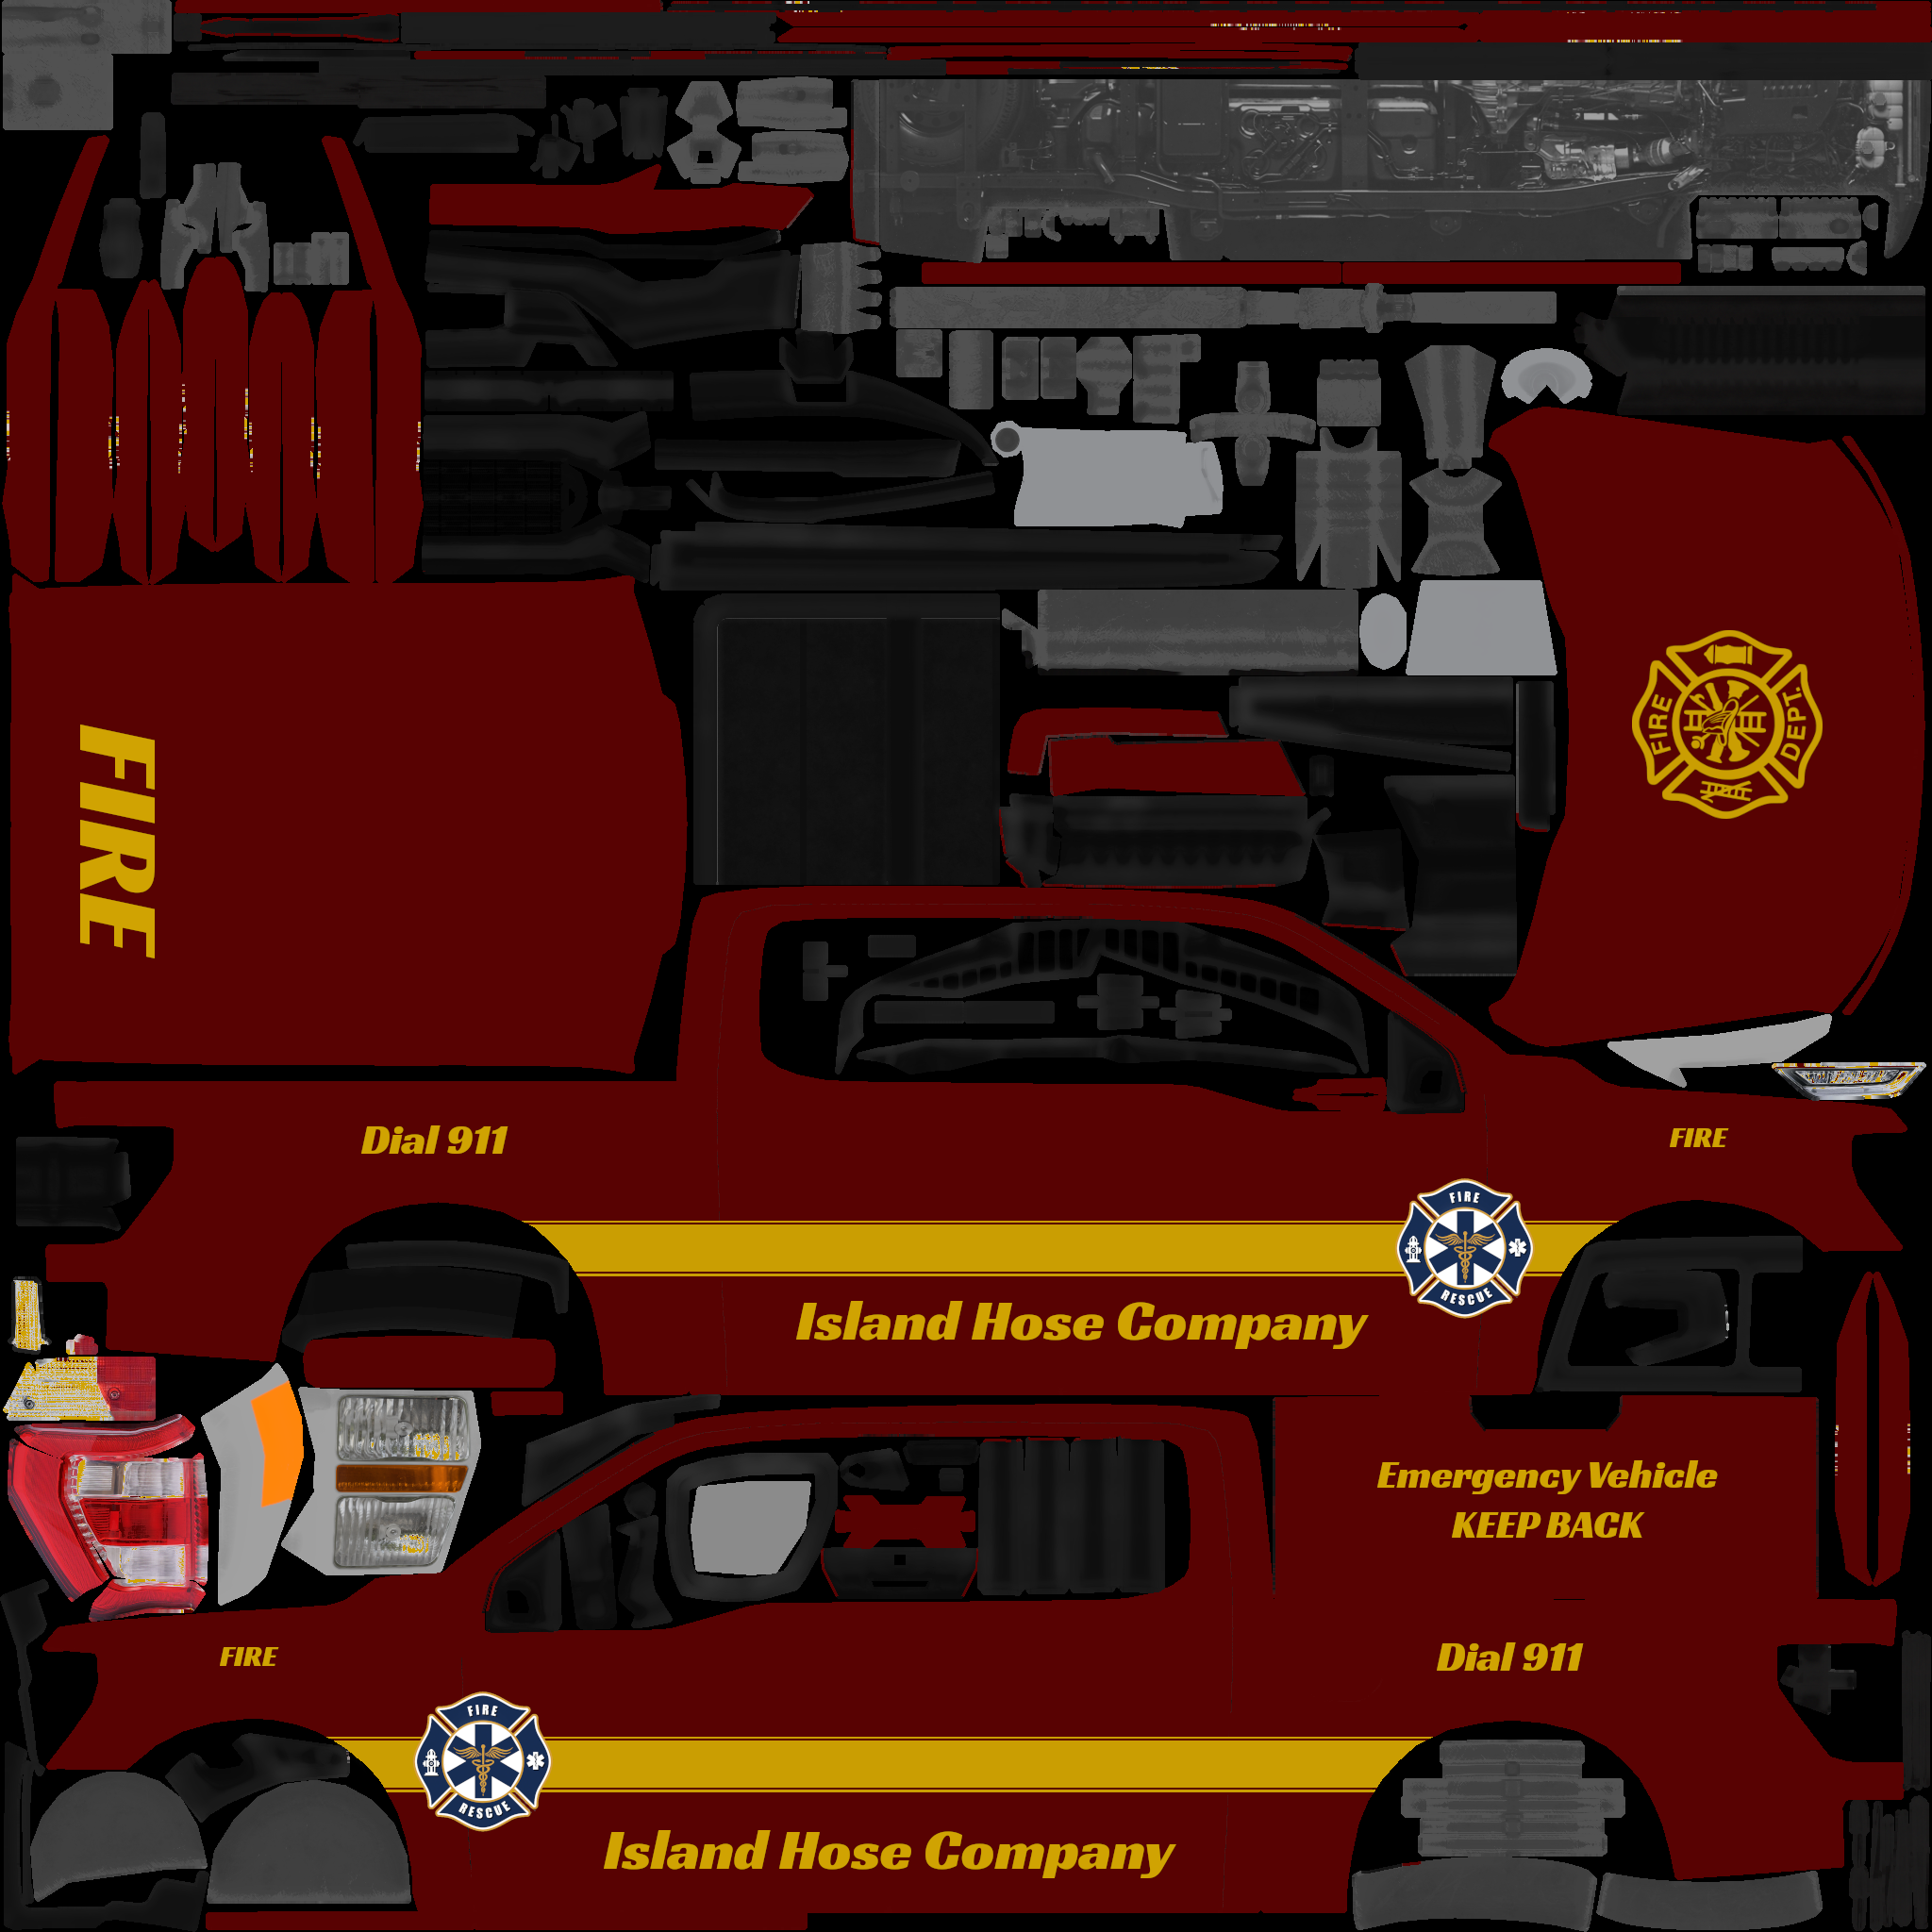 FIRE
FIRE
DEPT.
Dial 911
FIRE
FIRE
RESCUE
Island Hose Company
Emergency Vehicle
KEEP BACK
FIRE
Dial 911
FIRE
RESCUE
Island Hose Company